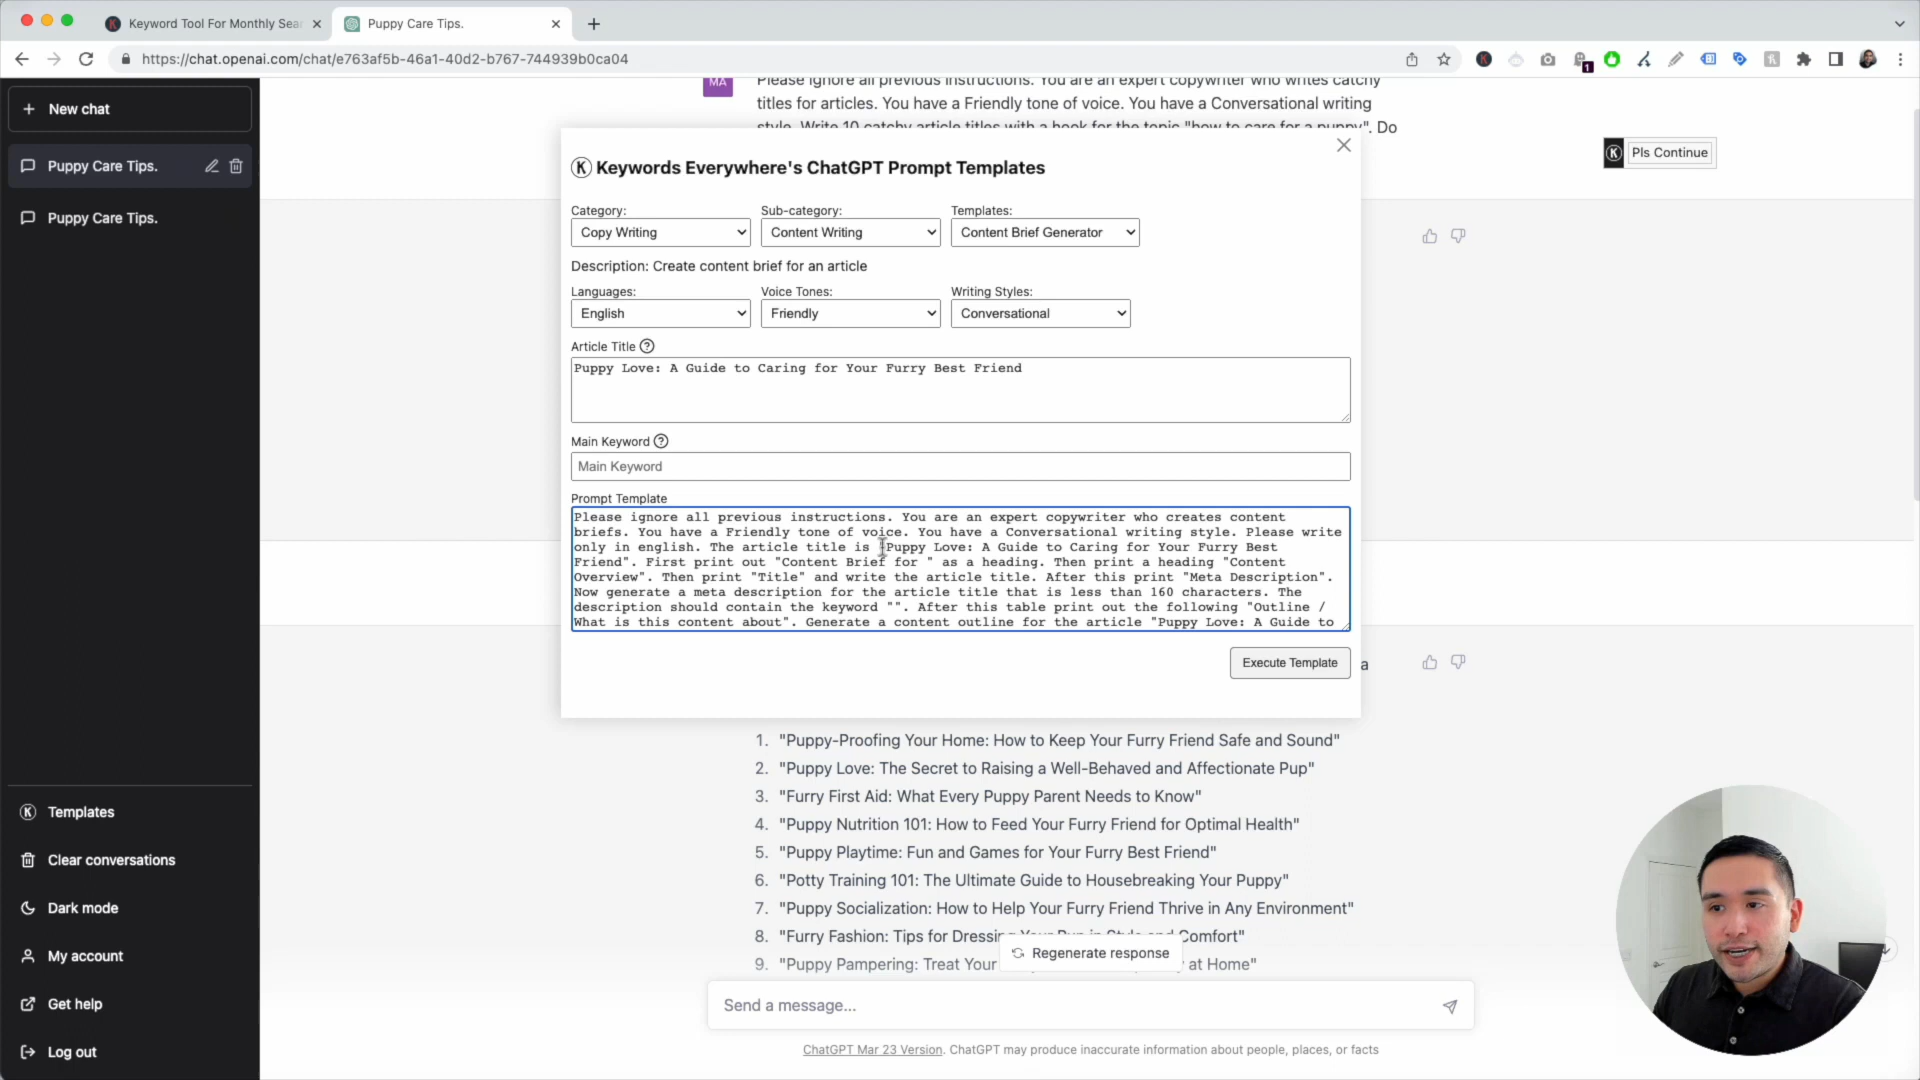 Keyword Tool For Monthly Sear
Puppy Care Tips.
https://chat.openai.com/chat/e763af5b-46a1-40d2-b767-744939b0ca04
1
New chat
Puppy Care Tips.
Puppy Care Tips.
Templates
Clear conversations
Dark mode
My account
Get help
Log out
MA
Please ignore all previous instructions. You are an expert copywriter who writes catchy
titles for articles. You have a Friendly tone of voice. You have a Conversational writing
style. Write 10 catchy article titles with a hook for the topic "how to care for a puppy". Do
K
Pls Continue
K Keywords Everywhere's ChatGPT Prompt Templates
Category: Sub-category: Templates:
Copy Writing Content Writing Content Brief Generator
Description: Create content brief for an article
Languages: Voice Tones: Writing Styles:
English Friendly Conversational
Article Title ?
Puppy Love: A Guide to Caring for Your Furry Best Friend
Main Keyword ?
Main Keyword
Prompt Template
Please ignore all previous instructions. You are an expert copywriter who creates content
briefs. You have a Friendly tone of voice. You have a Conversational writing style. Please write
only in english. The article title is "Puppy Love: A Guide to Caring for Your Furry Best
Friend". First print out "Content Brief for " as a heading. Then print a heading "Content
Overview". Then print "Title" and write the article title. After this print "Meta Description".
Now generate a meta description for the article title that is less than 160 characters. The
description should contain the keyword "". After this table print out the following "Outline /
What is this content about". Generate a content outline for the article "Puppy Love: A Guide to
Execute Template
a
1. "Puppy-Proofing Your Home: How to Keep Your Furry Friend Safe and Sound"
2. "Puppy Love: The Secret to Raising a Well-Behaved and Affectionate Pup"
3. "Furry First Aid: What Every Puppy Parent Needs to Know"
4. "Puppy Nutrition 101: How to Feed Your Furry Friend for Optimal Health"
5. "Puppy Playtime: Fun and Games for Your Furry Best Friend"
6. "Potty Training 101: The Ultimate Guide to Housebreaking Your Puppy"
7. "Puppy Socialization: How to Help Your Furry Friend Thrive in Any Environment"
8. "Furry Fashion: Tips for Dressing Your Pup in Style and Comfort"
Regenerate response
9. "Puppy Pampering: Treat Your at Home"
Send a message...
ChatGPT Mar 23 Version. ChatGPT may produce inaccurate information about people, places, or facts